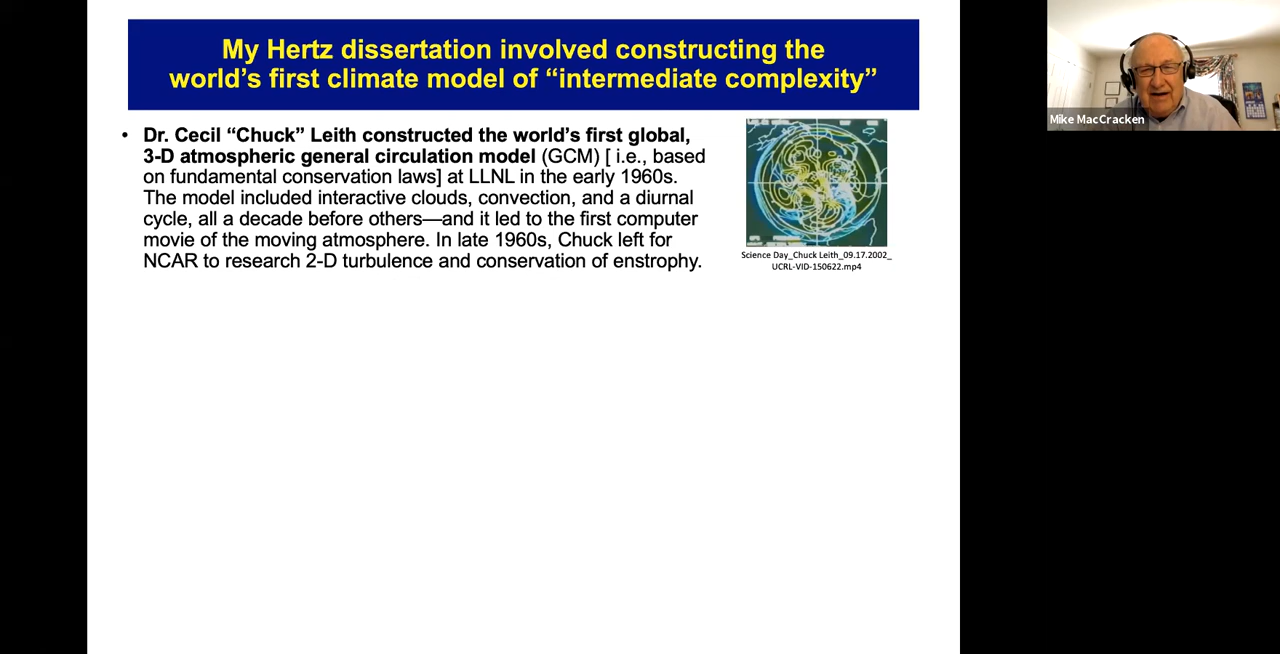 My Hertz dissertation involved constructing the
world’s first climate model of “intermediate complexity”
• Dr. Cecil “Chuck” Leith constructed the world’s first global,
3-D atmospheric general circulation model (GCM) [ i.e., based
on fundamental conservation laws] at LLNL in the early 1960s.
The model included interactive clouds, convection, and a diurnal
cycle, all a decade before others—and it led to the first computer
movie of the moving atmosphere. In late 1960s, Chuck left for
NCAR to research 2-D turbulence and conservation of enstrophy.
Science Day_Chuck Leith_09.17.2002_
UCRL-VID-150622.mp4
Mike MacCracken